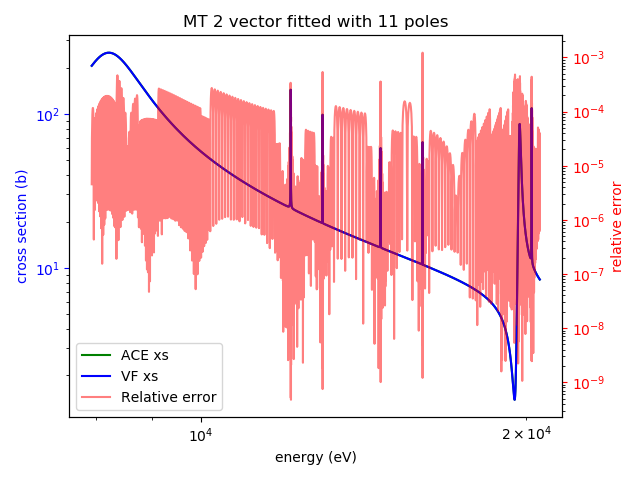 MT 2 vector fitted with 11 poles
10²
10¹
cross section (b)
10⁻³
10⁻⁴
10⁻⁵
10⁻⁶
10⁻⁷
10⁻⁸
10⁻⁹
relative error
ACE xs
VF xs
Relative error
10⁴
2 × 10⁴
energy (eV)